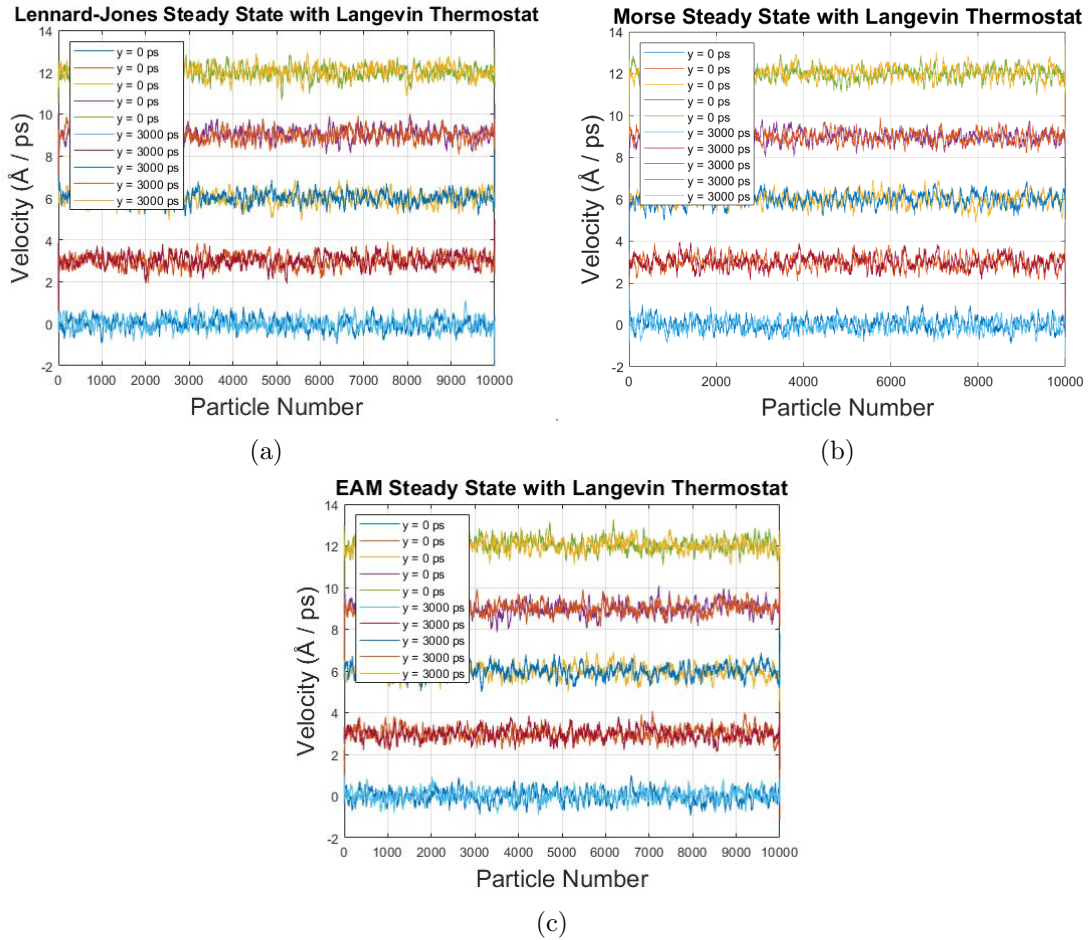 Lennard-Jones Steady State with Langevin Thermostat
14
12
10
8
6
4
2
0
-2
Velocity (Å / ps)
y = 0 ps
y = 0 ps
y = 0 ps
y = 0 ps
y = 0 ps
y = 3000 ps
y = 3000 ps
y = 3000 ps
y = 3000 ps
y = 3000 ps
0 1000 2000 3000 4000 5000 6000 7000 8000 9000 10000
Particle Number
(a)
Morse Steady State with Langevin Thermostat
14
12
10
8
6
4
2
0
-2
Velocity (Å / ps)
y = 0 ps
y = 0 ps
y = 0 ps
y = 0 ps
y = 0 ps
y = 3000 ps
y = 3000 ps
y = 3000 ps
y = 3000 ps
y = 3000 ps
0 2000 4000 6000 8000 10000
Particle Number
(b)
EAM Steady State with Langevin Thermostat
14
12
10
8
6
4
2
0
-2
Velocity (Å / ps)
y = 0 ps
y = 0 ps
y = 0 ps
y = 0 ps
y = 0 ps
y = 3000 ps
y = 3000 ps
y = 3000 ps
y = 3000 ps
y = 3000 ps
0 1000 2000 3000 4000 5000 6000 7000 8000 9000 10000
Particle Number
(c)